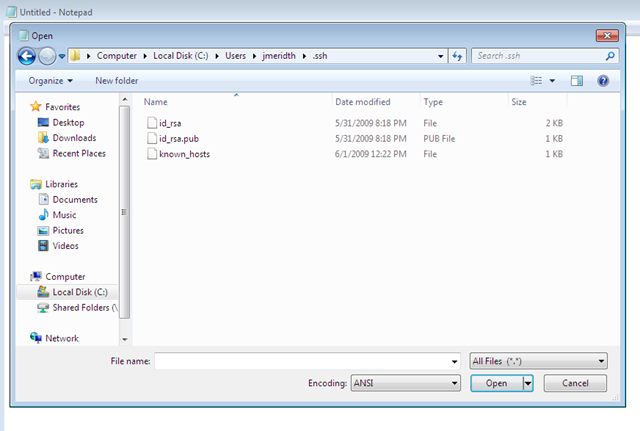 Untitled - Notepad
Open
Computer Local Disk (C:) Users jmeridth .ssh
Search .ssh
Organize New folder
Name Date modified Type Size
Favorites
Desktop
Downloads
Recent Places
Libraries
Documents
Music
Pictures
Videos
Computer
Local Disk (C:)
Shared Folders (\
Network
id_rsa 5/31/2009 8:18 PM File 2 KB
id_rsa.pub 5/31/2009 8:18 PM PUB File 1 KB
known_hosts 6/1/2009 12:22 PM File 1 KB
File name: All Files (*.*)
Encoding: ANSI Open Cancel